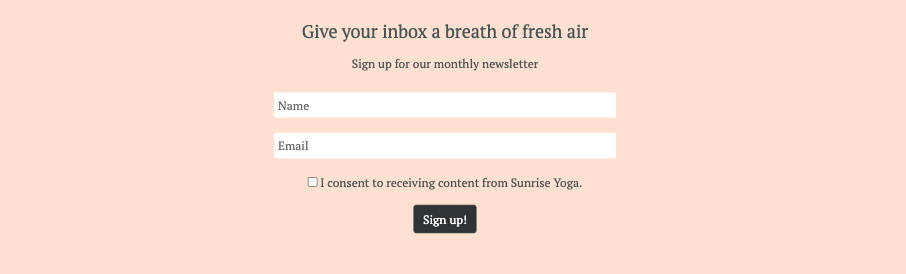 Give your inbox a breath of fresh air
Sign up for our monthly newsletter
Name
Email
I consent to receiving content from Sunrise Yoga.
Sign up!